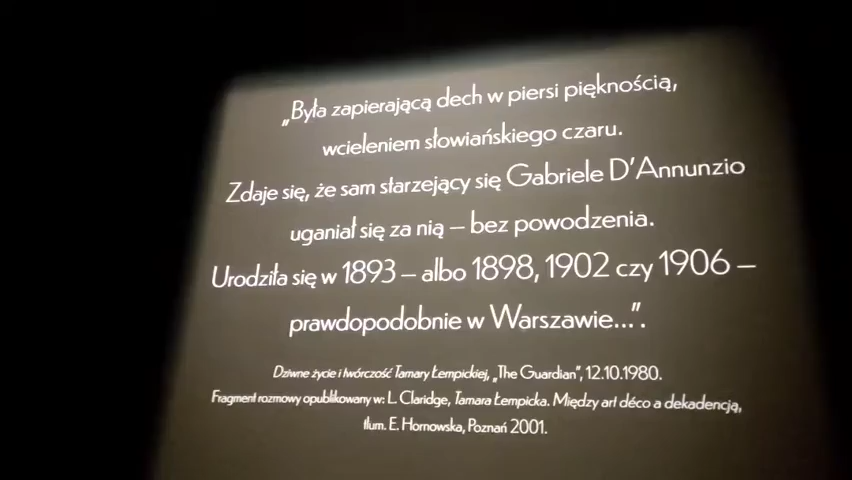 „Była zapierającą dech w piersi pięknością,
wcieleniem słowiańskiego czaru.
Zdaje się, że sam starzejący się Gabriele D'Annunzio
uganiał się za nią – bez powodzenia.
Urodziła się w 1893 – albo 1898, 1902 czy 1906 –
prawdopodobnie w Warszawie...”.
Dziwne życie i twórczość Tamary Łempickiej, „The Guardian”, 12.10.1980.
Fragment rozmowy opublikowany w: L. Claridge, Tamara Łempicka. Między art déco a dekadencją,
tłum. E. Hornowska, Poznań 2001.